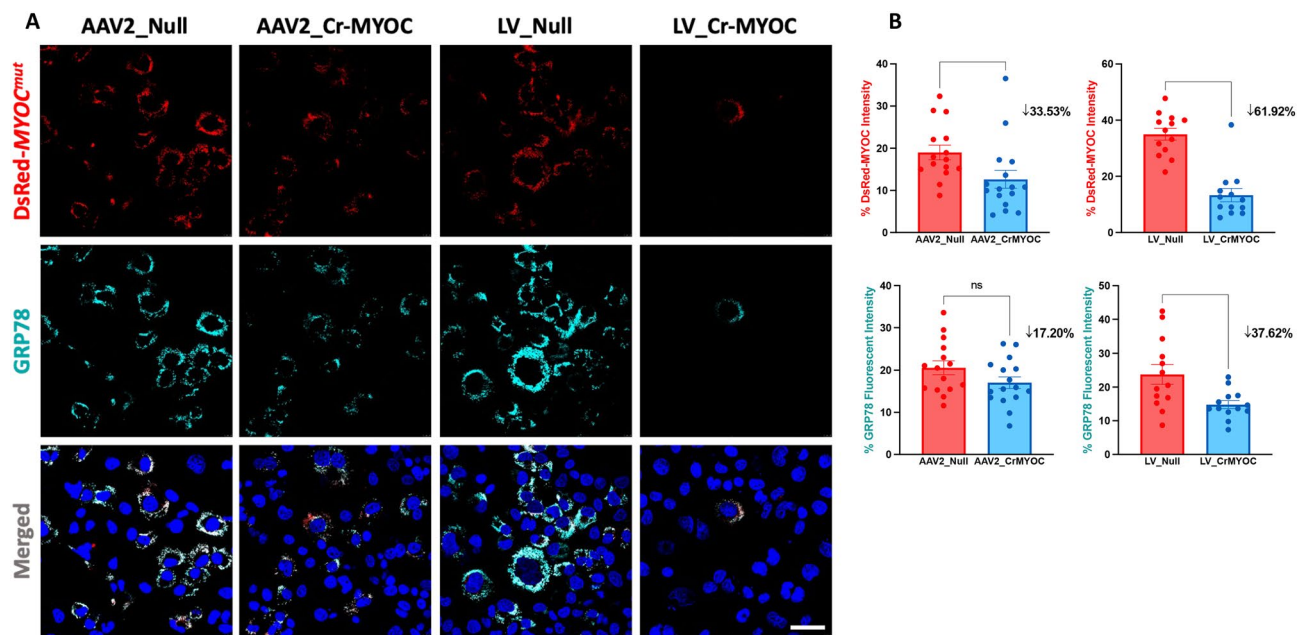 A
AAV2_Null
AAV2_Cr-MYOC
LV_Null
LV_Cr-MYOC
DsRed-MYOCmut
GRP78
Merged
B
% DsRed-MYOC Intensity
40
30
20
10
0
↓33.53%
AAV2_Null
AAV2_CrMYOC
% DsRed-MYOC Intensity
60
40
20
0
↓61.92%
LV_Null
LV_CrMYOC
% GRP78 Fluorescent Intensity
40
30
20
10
0
ns
↓17.20%
AAV2_Null
AAV2_CrMYOC
% GRP78 Fluorescent Intensity
50
40
30
20
10
0
↓37.62%
LV_Null
LV_CrMYOC